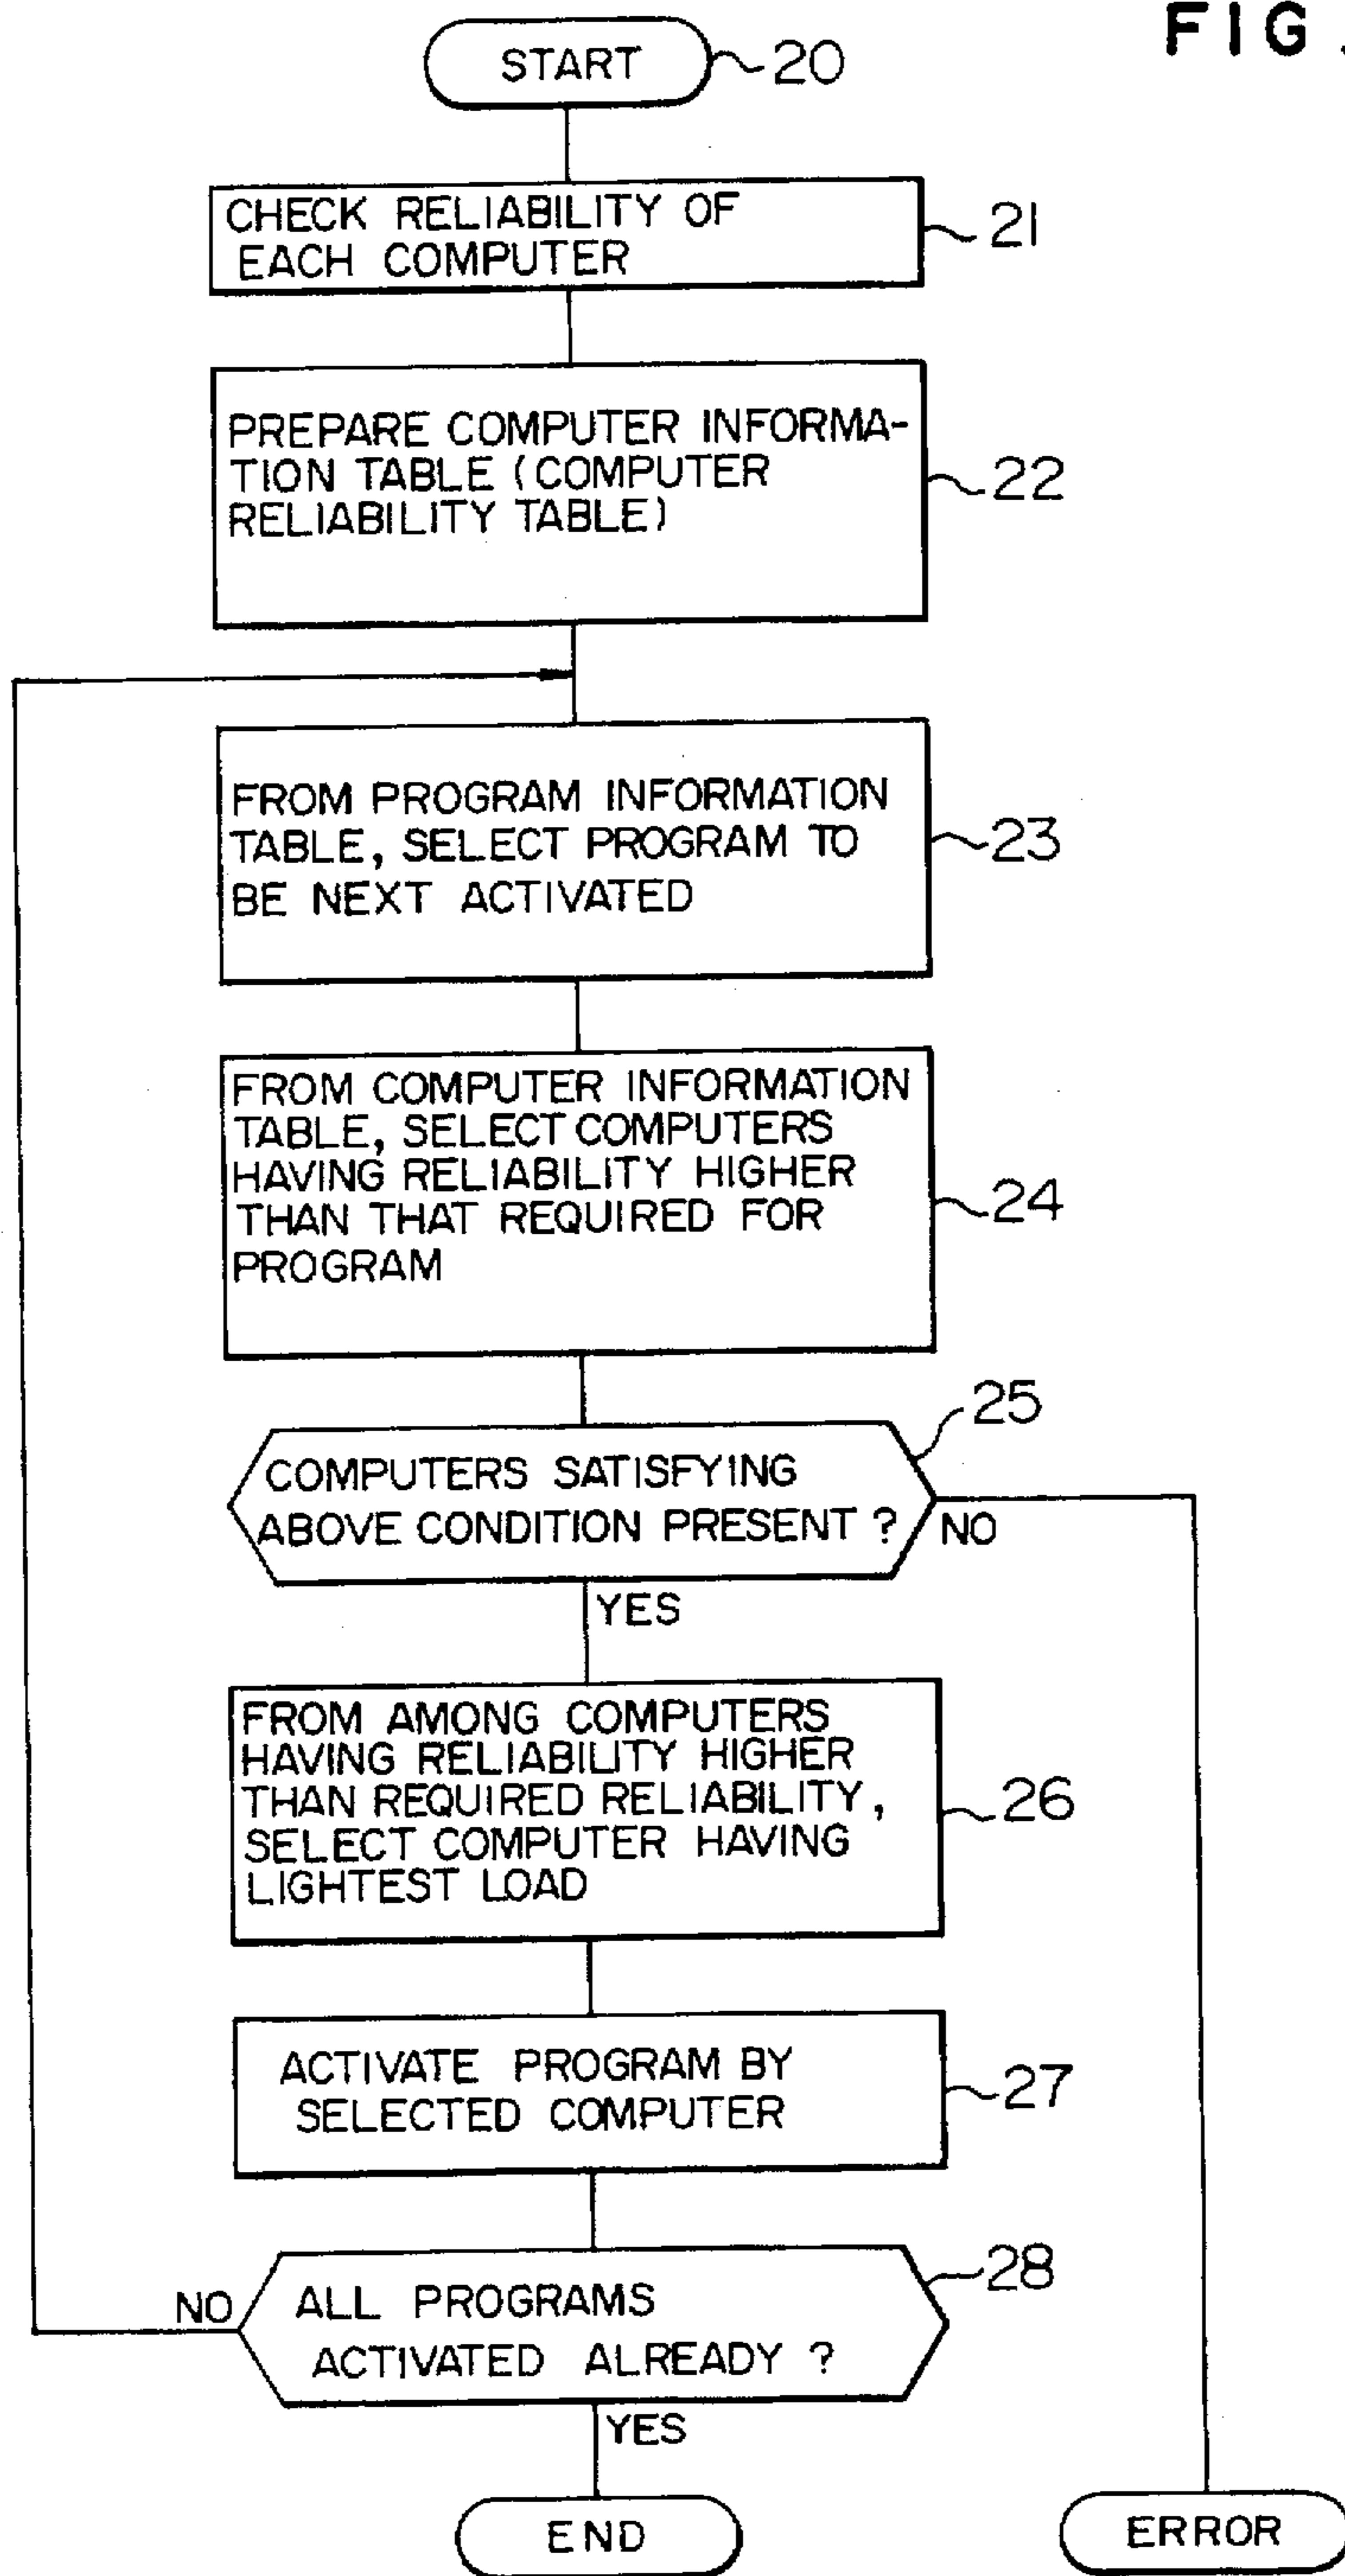 FIG.
START
20
CHECK RELIABILITY OF
EACH COMPUTER
21
PREPARE COMPUTER INFORMA-
TION TABLE (COMPUTER
RELIABILITY TABLE)
22
FROM PROGRAM INFORMATION
TABLE, SELECT PROGRAM TO
BE NEXT ACTIVATED
23
FROM COMPUTER INFORMATION
TABLE, SELECT COMPUTERS
HAVING RELIABILITY HIGHER
THAN THAT REQUIRED FOR
PROGRAM
24
25
COMPUTERS SATISFYING
ABOVE CONDITION PRESENT ?
NO
YES
FROM AMONG COMPUTERS
HAVING RELIABILITY HIGHER
THAN REQUIRED RELIABILITY,
SELECT COMPUTER HAVING
LIGHTEST LOAD
26
ACTIVATE PROGRAM BY
SELECTED COMPUTER
27
28
NO
ALL PROGRAMS
ACTIVATED ALREADY ?
YES
END
ERROR